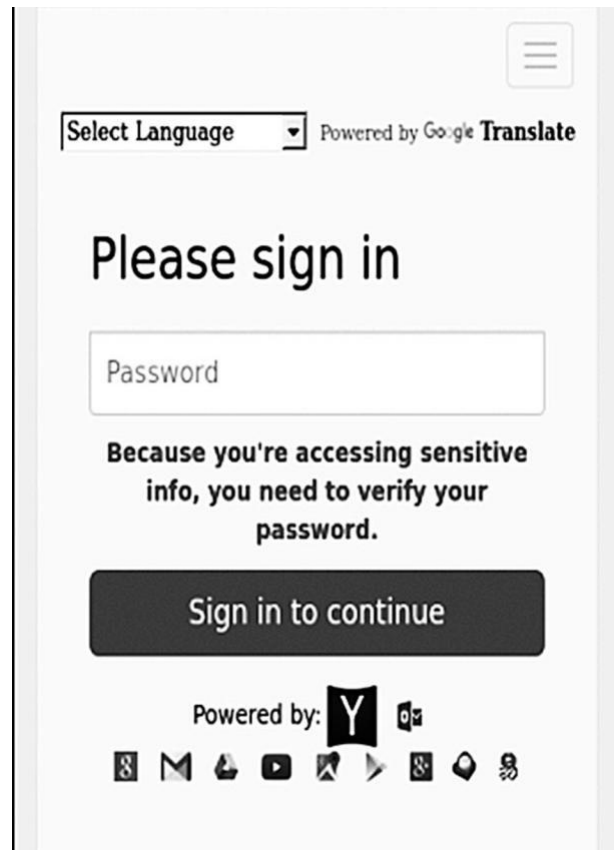 Select Language Powered by Google Translate
Please sign in
Password
Because you're accessing sensitive
info, you need to verify your
password.
Sign in to continue
Powered by: Y